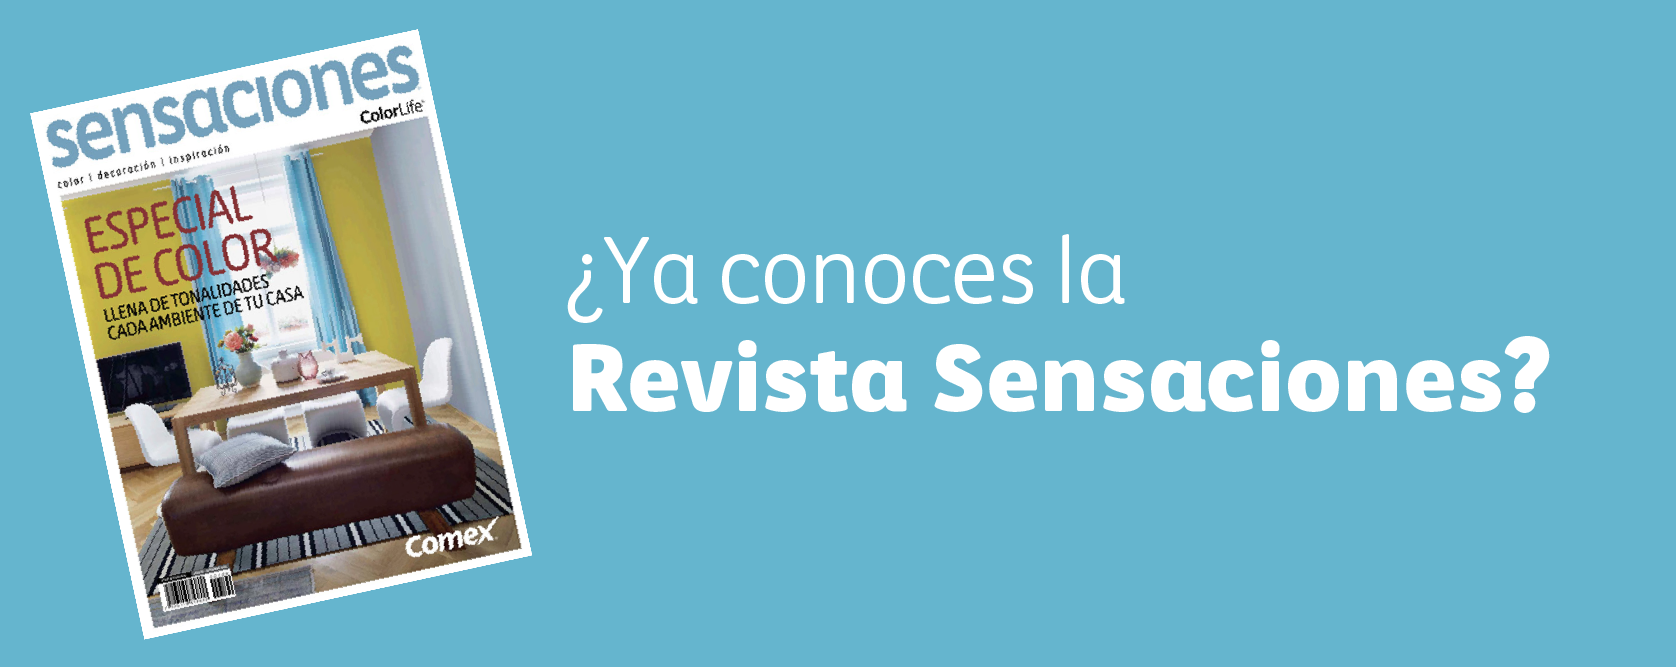 sensaciones
ColorLife
color | decoración | inspiración
ESPECIAL
DE COLOR
LLENA DE TONALIDADES
CADA AMBIENTE DE TU CASA
Comex
¿Ya conoces la
Revista Sensaciones?